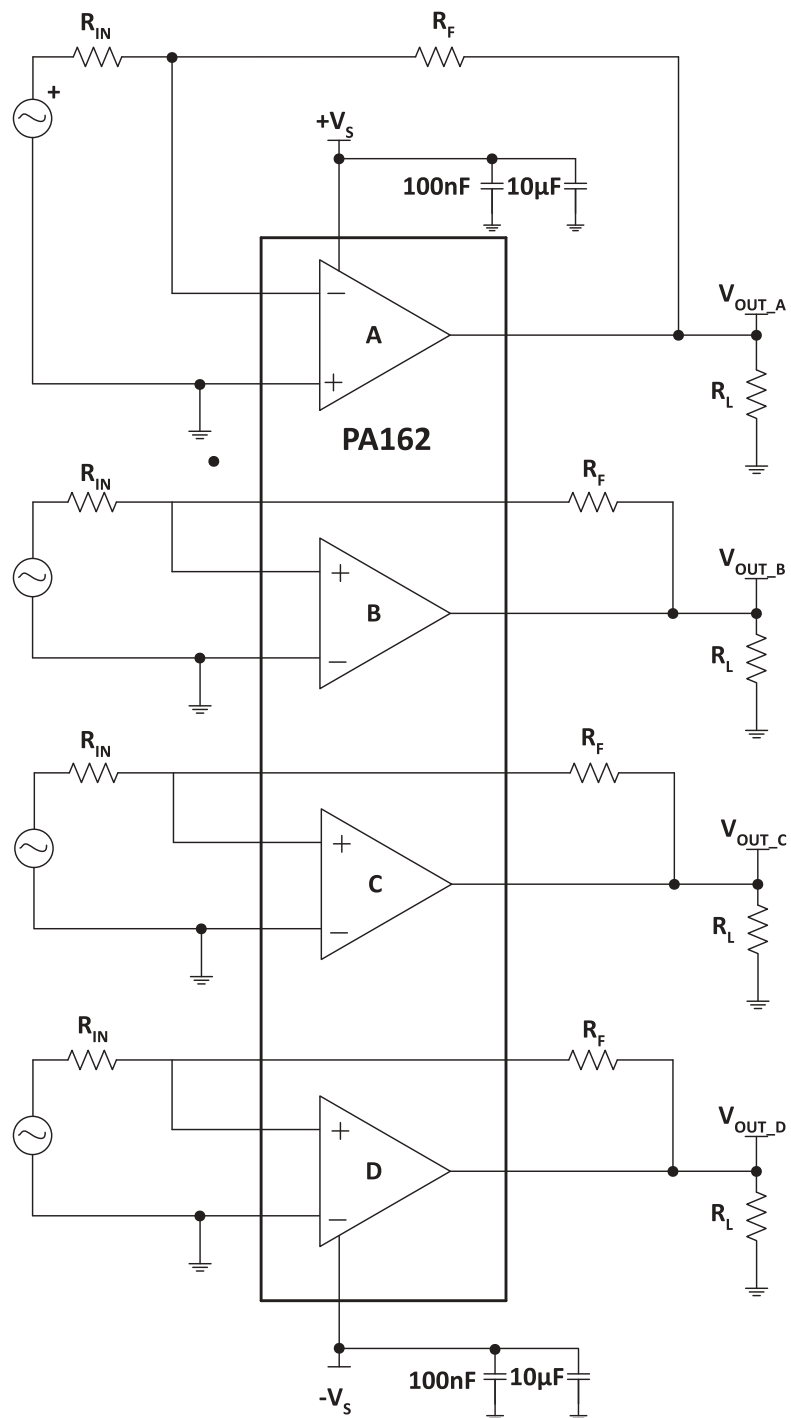 R_IN
R_F
+
+V_S
100nF 10µF
−
A
V_OUT_A
+
R_L
PA162
R_IN
R_F
+
V_OUT_B
B
−
R_L
R_IN
R_F
+
V_OUT_C
C
−
R_L
R_IN
R_F
+
V_OUT_D
D
−
R_L
-V_S
100nF 10µF